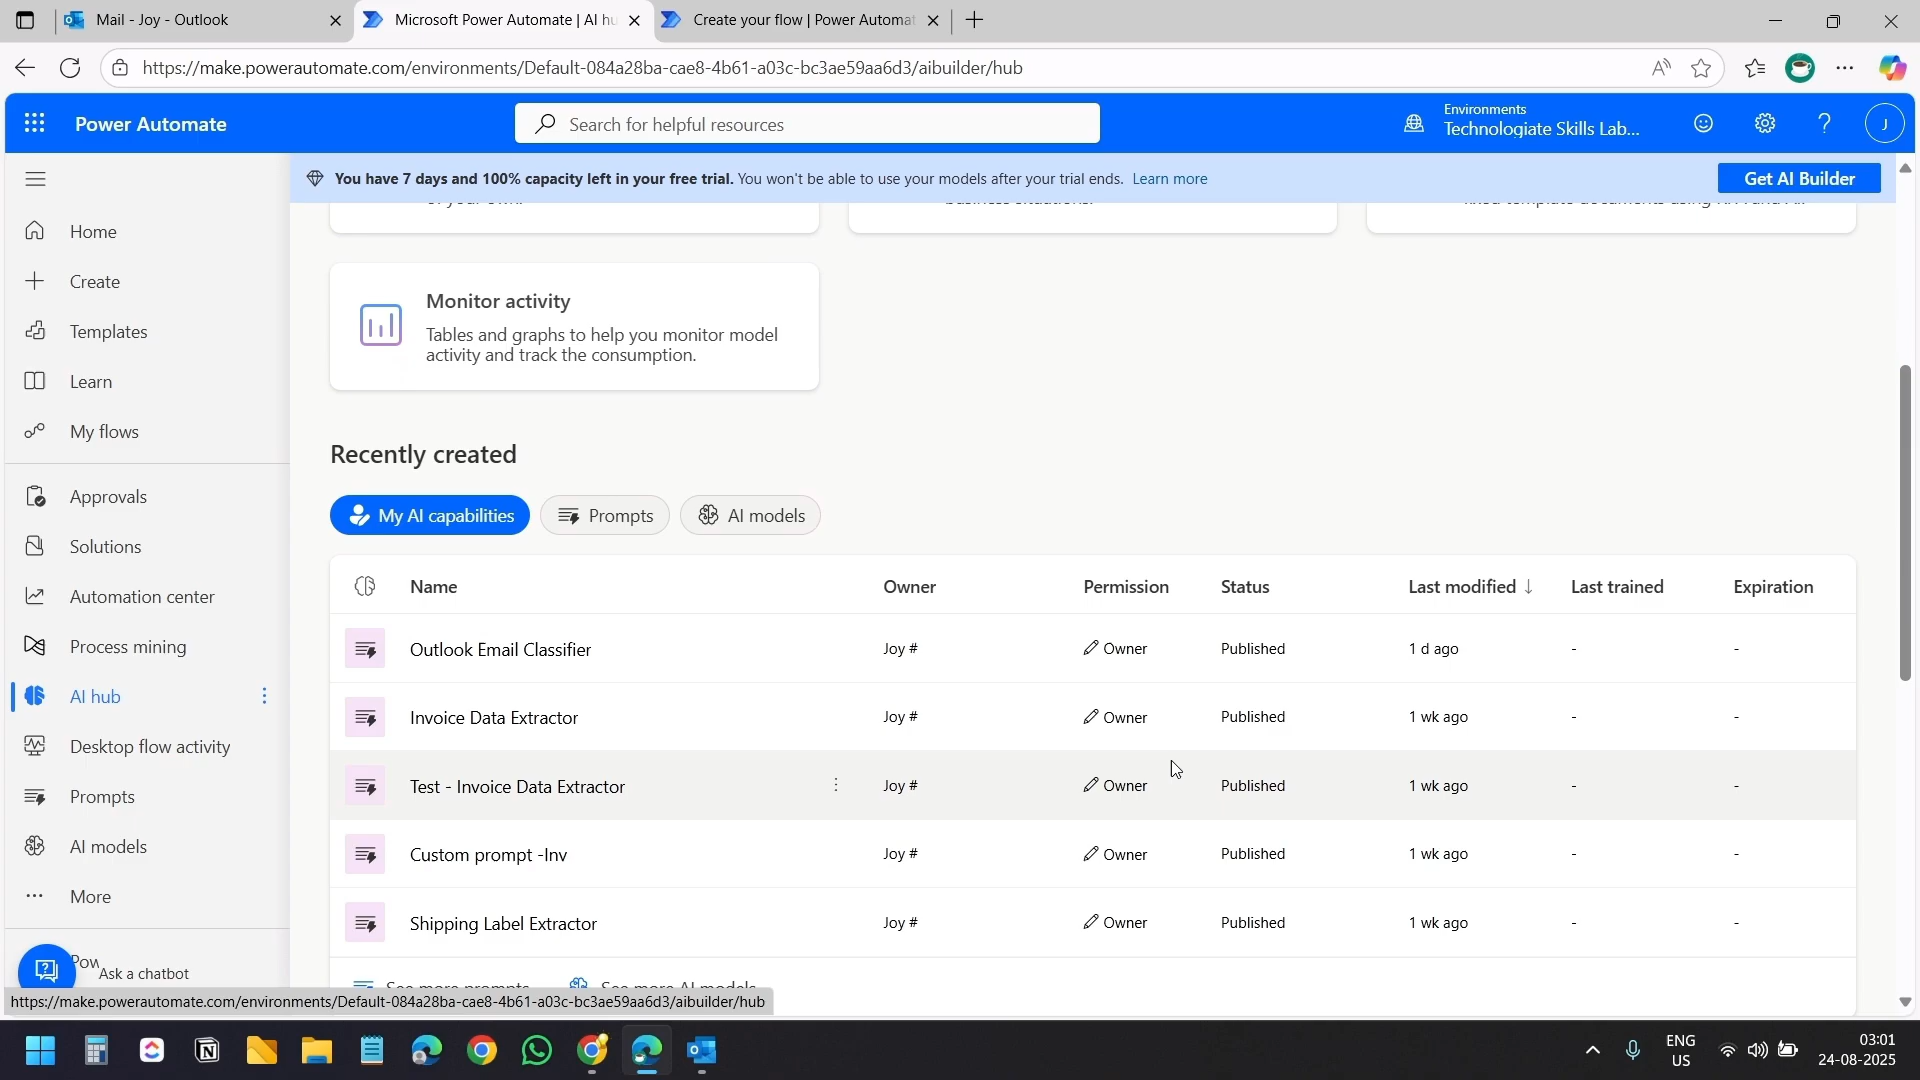 Mail - Joy - Outlook
Microsoft Power Automate | AI hu
Create your flow | Power Automat
https://make.powerautomate.com/environments/Default-084a28ba-cae8-4b61-a03c-bc3ae59aa6d3/aibuilder/hub
Power Automate
Search for helpful resources
Environments
Technologiate Skills Lab...
J
You have 7 days and 100% capacity left in your free trial. You won't be able to use your models after your trial ends. Learn more
Get AI Builder
Home
Create
Templates
Learn
My flows
Approvals
Solutions
Automation center
Process mining
AI hub
Desktop flow activity
Prompts
AI models
More
Pow
Ask a chatbot
of your own.
business situations.
Monitor activity
Tables and graphs to help you monitor model
activity and track the consumption.
Recently created
My AI capabilities
Prompts
AI models
Name Owner Permission Status Last modified ↓ Last trained Expiration
Outlook Email Classifier Joy # Owner Published 1 d ago - -
Invoice Data Extractor Joy # Owner Published 1 wk ago - -
Test - Invoice Data Extractor Joy # Owner Published 1 wk ago - -
Custom prompt -Inv Joy # Owner Published 1 wk ago - -
Shipping Label Extractor Joy # Owner Published 1 wk ago - -
See more prompts See more AI models
https://make.powerautomate.com/environments/Default-084a28ba-cae8-4b61-a03c-bc3ae59aa6d3/aibuilder/hub
ENG
US
03:01
24-08-2025